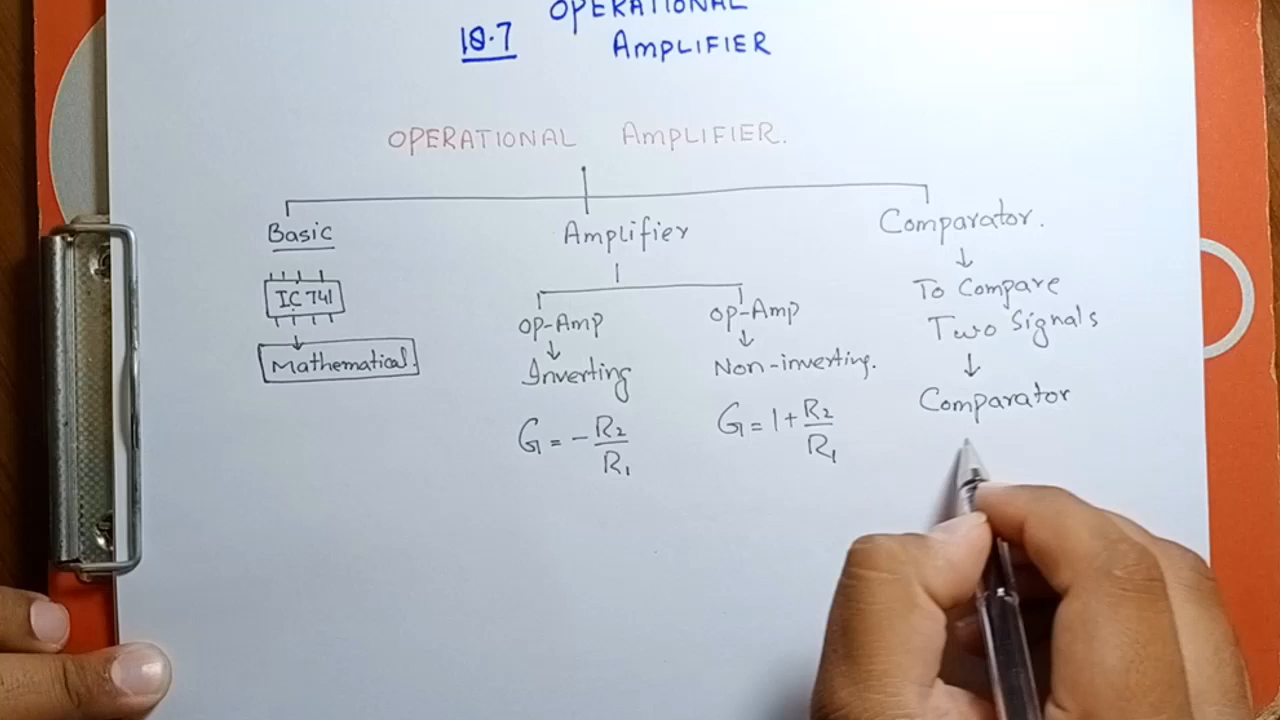 OPERATIONAL
18.7 AMPLIFIER
OPERATIONAL AMPLIFIER.
Basic
IC 741
Mathematical.
Amplifier
Op-Amp
Inverting
G = - R2/R1
Op-Amp
Non-inverting.
G = 1 + R2/R1
Comparator.
To Compare
Two Signals
Comparator